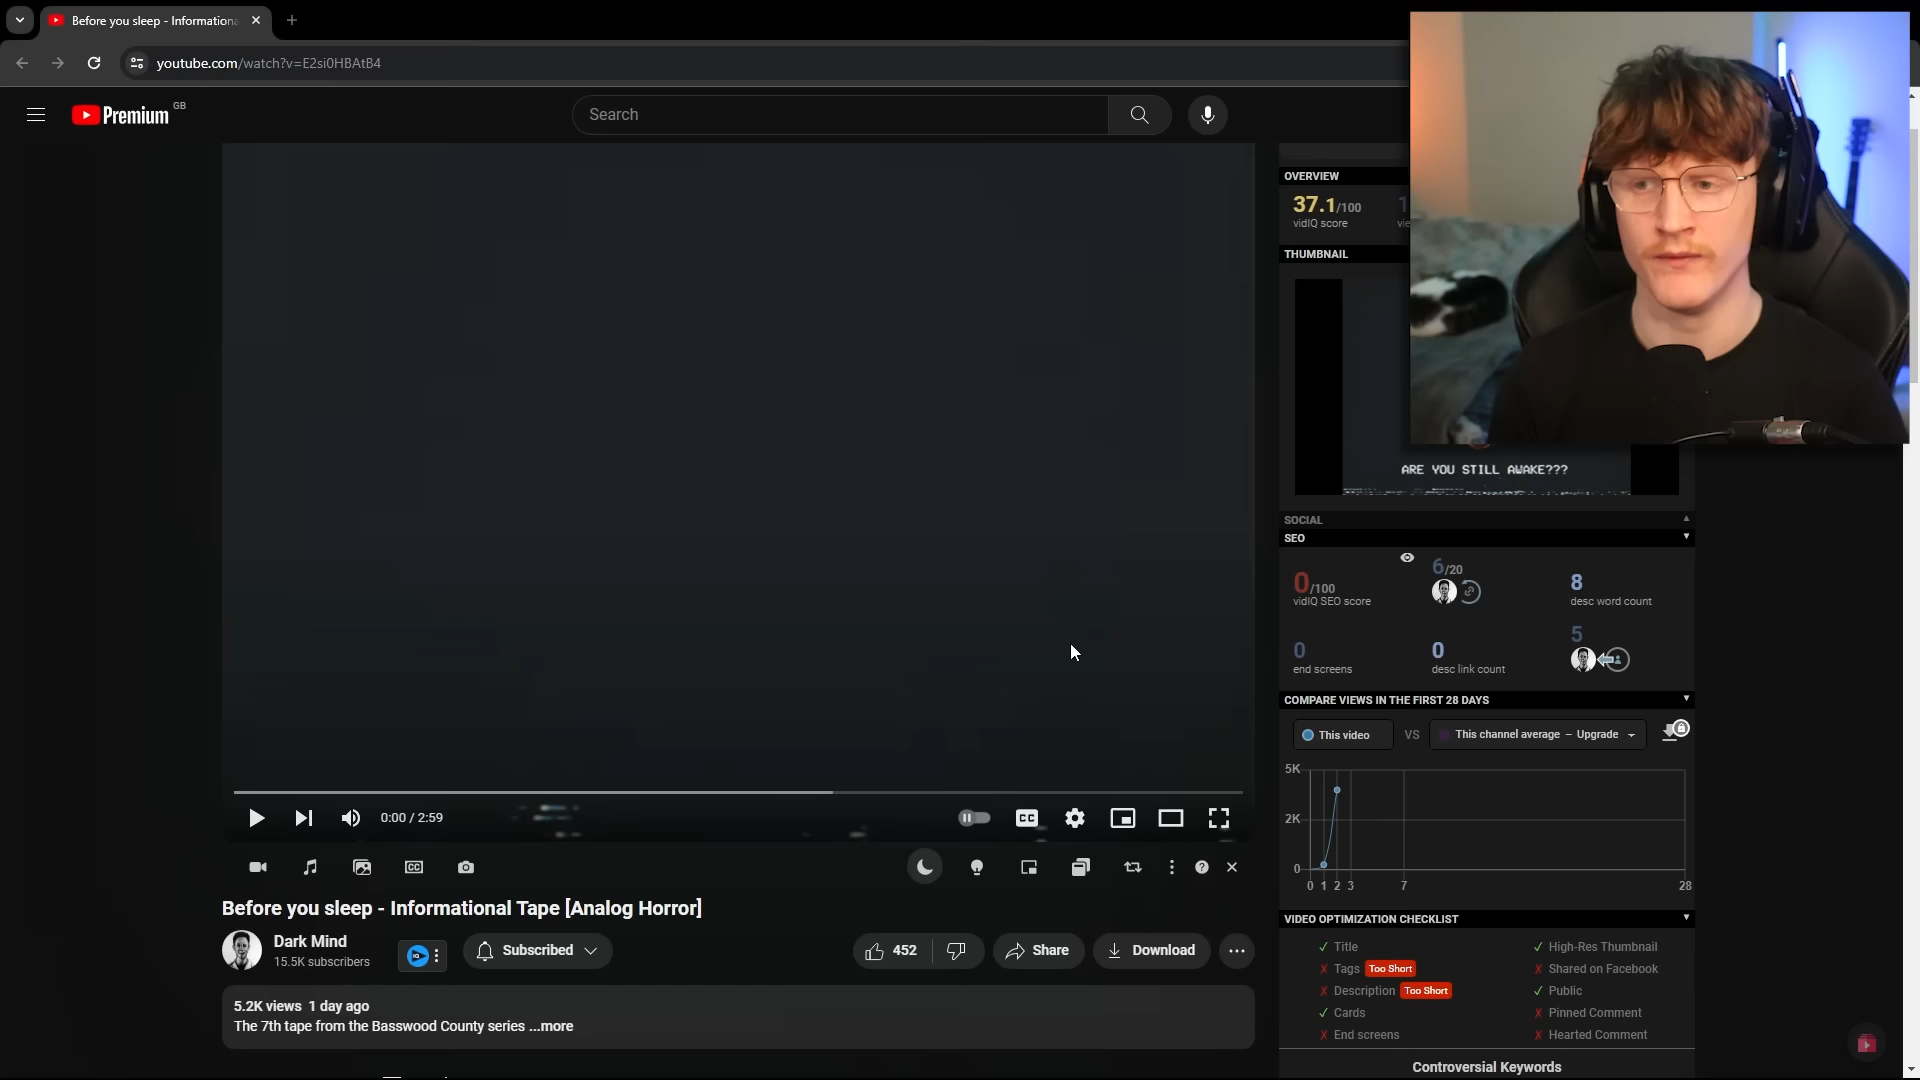 Before you sleep - Informationa
youtube.com/watch?v=E2si0HBAtB4
Premium
GB
Search
OVERVIEW
37.1/100
vidIQ score
THUMBNAIL
ARE YOU STILL AWAKE???
SOCIAL
SEO
0/100
vidIQ SEO score
6/20
8
desc word count
0
end screens
0
desc link count
5
COMPARE VIEWS IN THE FIRST 28 DAYS
This video
VS
This channel average – Upgrade
5K
2K
0
0 1 2 3 7 28
0:00 / 2:59
CC
CC
Before you sleep - Informational Tape [Analog Horror]
Dark Mind
15.5K subscribers
IQ
Subscribed
452
Share
Download
5.2K views 1 day ago
The 7th tape from the Basswood County series ...more
VIDEO OPTIMIZATION CHECKLIST
✓ Title
✓ High-Res Thumbnail
✗ Tags Too Short
✗ Shared on Facebook
✗ Description Too Short
✓ Public
✓ Cards
✗ Pinned Comment
✗ End screens
✗ Hearted Comment
Controversial Keywords